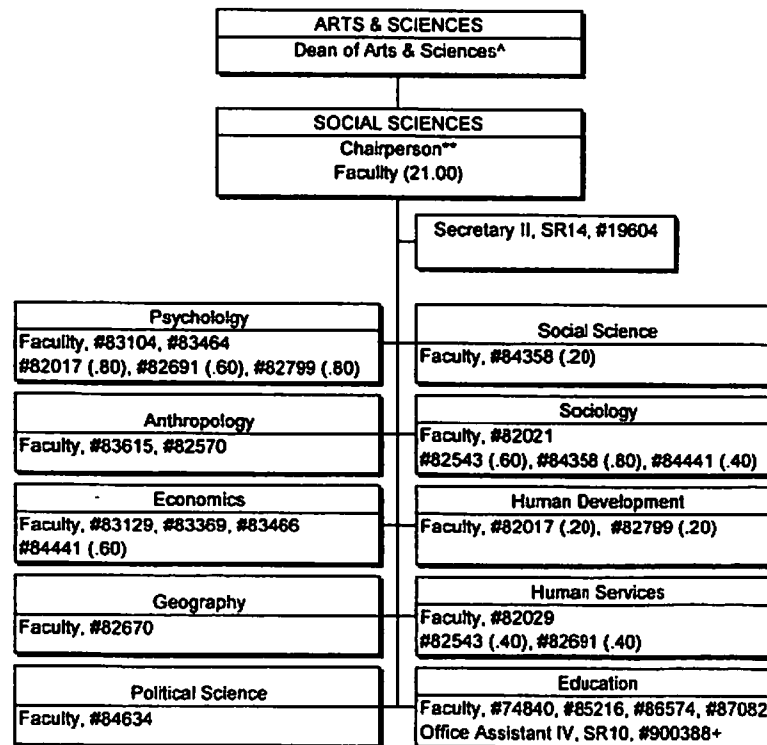 ARTS & SCIENCES
Dean of Arts & Sciences^
SOCIAL SCIENCES
Chairperson**
Faculity (21.00)
Secretary II, SR14, #19604
Psychololgy
Faculity, #83104, #83464
#82017 (.80), #82691 (.60), #82799 (.80)
Social Science
Faculty, #84358 (.20)
Anthropology
Faculty, #83615, #82570
Sociology
Faculty, #82021
#82543 (.60), #84358 (.80), #84441 (.40)
Economics
Faculty, #83129, #83369, #83466
#84441 (.60)
Human Development
Faculty, #82017 (.20), #82799 (.20)
Geography
Faculty, #82670
Human Services
Faculty, #82029
#82543 (.40), #82691 (.40)
Political Science
Faculty, #84634
Education
Faculty, #74840, #85216, #86574, #87082
Office Assistant IV, SR10, #900388+